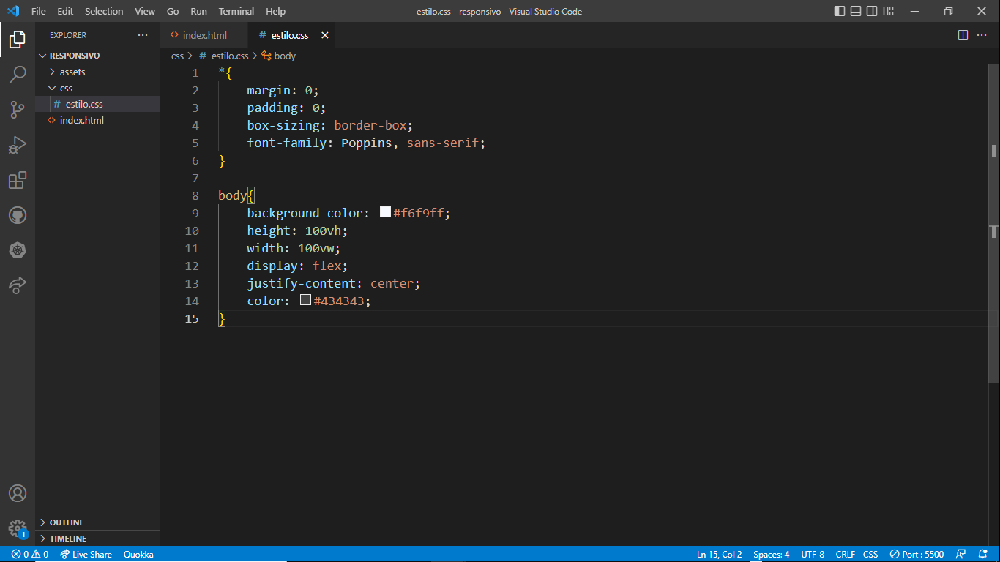 File Edit Selection View Go Run Terminal Help estilo.css - responsivo - Visual Studio Code
EXPLORER
RESPONSIVO
assets
css
# estilo.css
<> index.html
OUTLINE
TIMELINE
<> index.html # estilo.css
css > # estilo.css > body
1 *{
2 margin: 0;
3 padding: 0;
4 box-sizing: border-box;
5 font-family: Poppins, sans-serif;
6 }
7
8 body{
9 background-color: #f6f9ff;
10 height: 100vh;
11 width: 100vw;
12 display: flex;
13 justify-content: center;
14 color: #434343;
15 }
1
0 0 Live Share Quokka Ln 15, Col 2 Spaces: 4 UTF-8 CRLF CSS Port : 5500